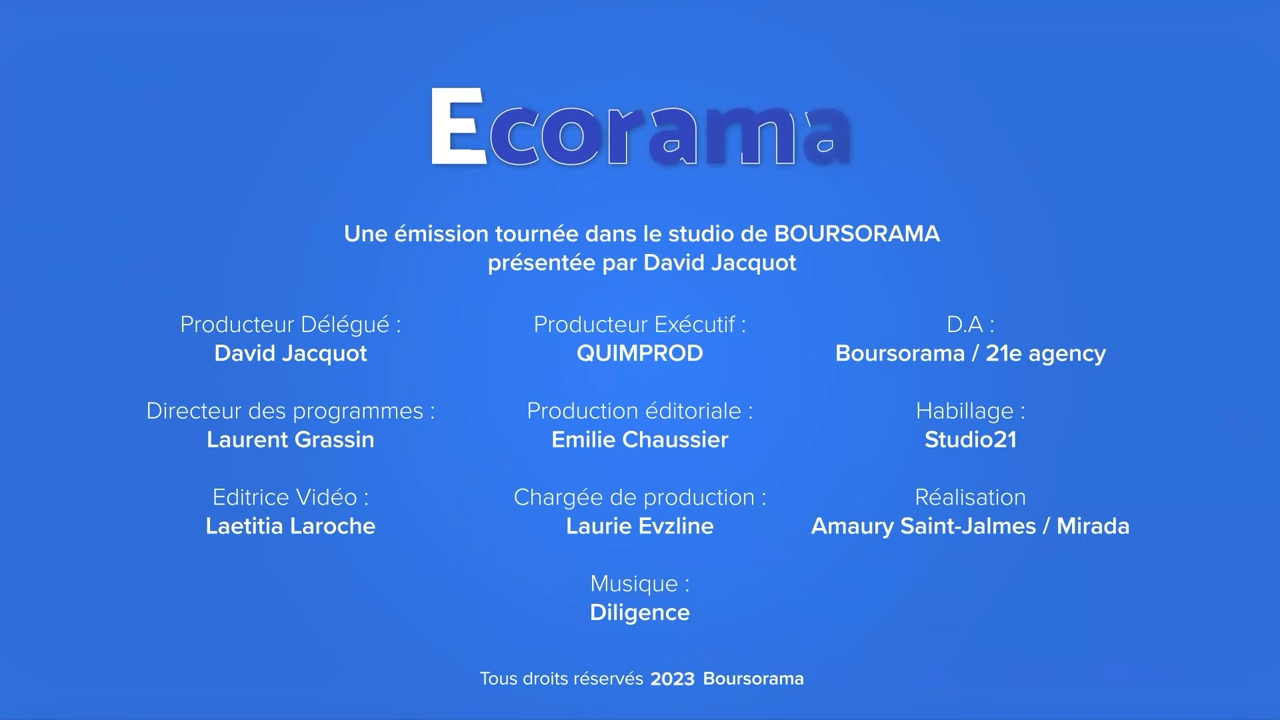 Ecorama
Une émission tournée dans le studio de BOURSORAMA
présentée par David Jacquot
Producteur Délégué :
David Jacquot
Producteur Exécutif :
QUIMPROD
D.A :
Boursorama / 21e agency
Directeur des programmes :
Laurent Grassin
Production éditoriale :
Emilie Chaussier
Habillage :
Studio21
Editrice Vidéo :
Laetitia Laroche
Chargée de production :
Laurie Evzline
Réalisation
Amaury Saint-Jalmes / Mirada
Musique :
Diligence
Tous droits réservés 2023 Boursorama